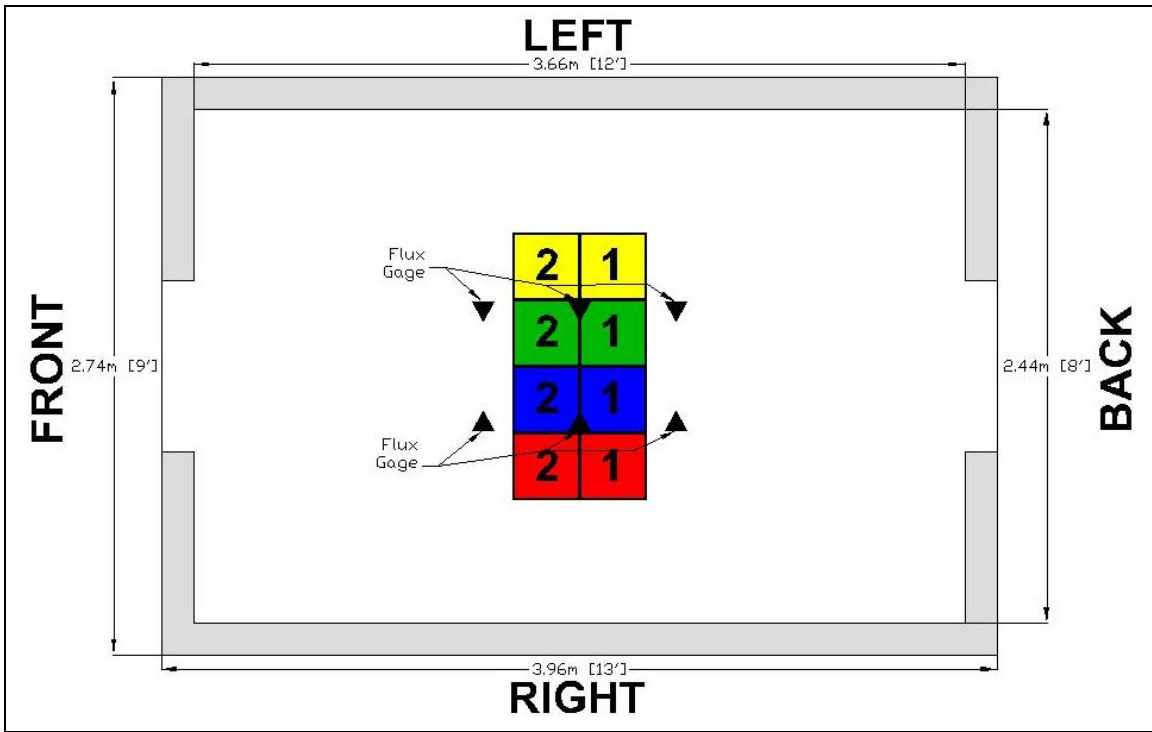 LEFT
3.66m [12']
Flux
Gage
2 1
2 1
FRONT
2.74m [9']
2.44m [8']
BACK
2 1
Flux
Gage
2 1
3.96m [13']
RIGHT